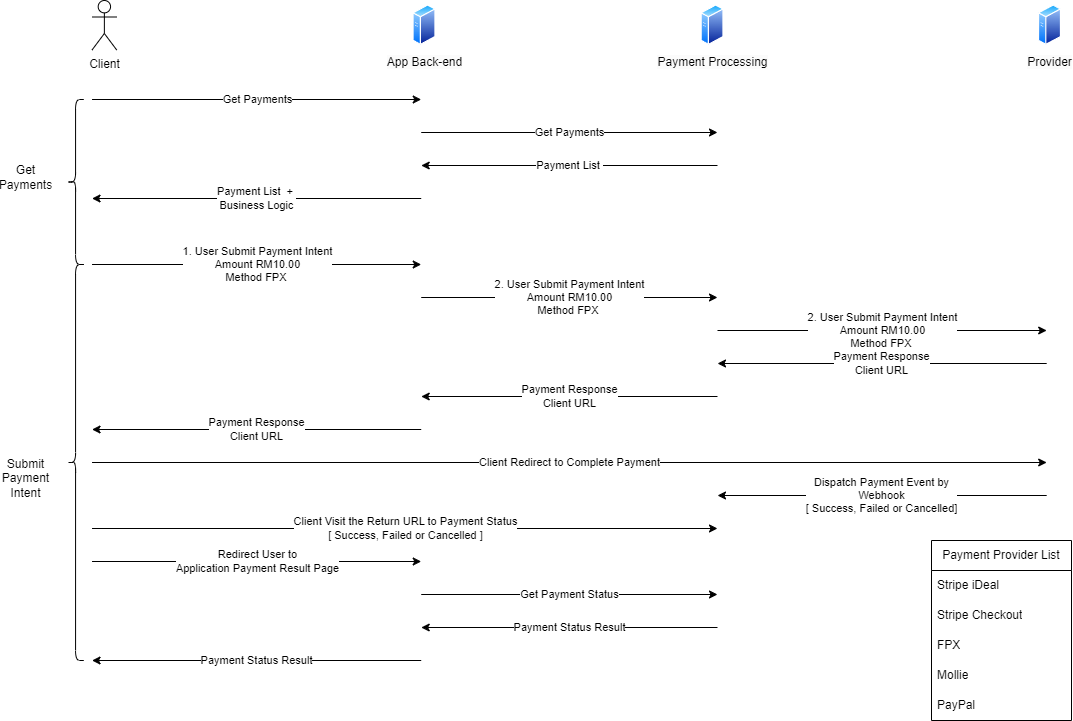 Client
App Back-end
Payment Processing
Provider
Get Payments
Get Payments
Payment List
Get
Payments
Payment List +
Business Logic
1. User Submit Payment Intent
Amount RM10.00
Method FPX
2. User Submit Payment Intent
Amount RM10.00
Method FPX
2. User Submit Payment Intent
Amount RM10.00
Method FPX
Payment Response
Client URL
Payment Response
Client URL
Payment Response
Client URL
Submit
Payment
Intent
Client Redirect to Complete Payment
Dispatch Payment Event by
Webhook
[ Success, Failed or Cancelled]
Client Visit the Return URL to Payment Status
[ Success, Failed or Cancelled ]
Redirect User to
Application Payment Result Page
Get Payment Status
Payment Status Result
Payment Status Result
Payment Provider List
Stripe iDeal
Stripe Checkout
FPX
Mollie
PayPal